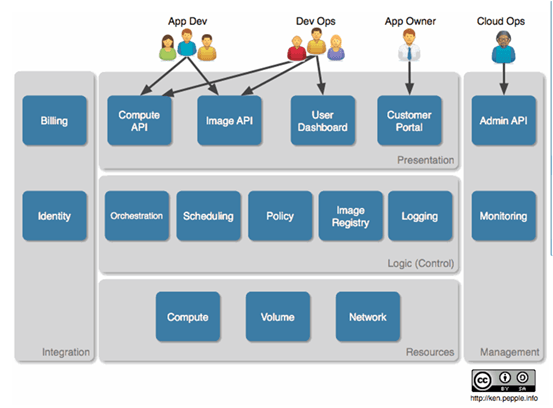 App Dev
Dev Ops
App Owner
Cloud Ops
Billing
Compute
API
Image API
User
Dashboard
Customer
Portal
Admin API
Presentation
Identity
Orchestration
Scheduling
Policy
Image
Registry
Logging
Monitoring
Logic (Control)
Compute
Volume
Network
Integration
Resources
Management
cc
BY SA
http://ken.pepple.info